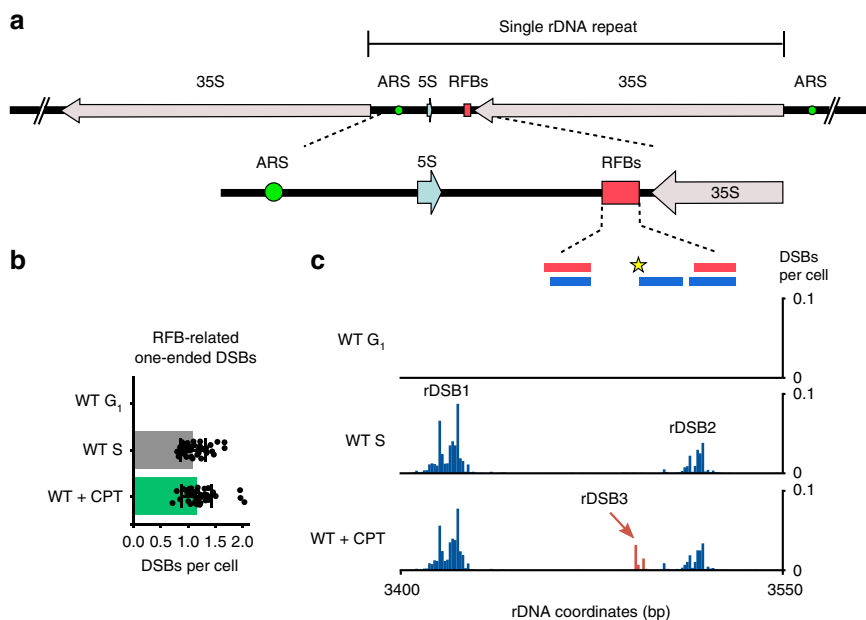 a
Single rDNA repeat
35S ARS 5S RFBs 35S ARS
ARS 5S RFBs
35S
b
RFB-related
one-ended DSBs
WT G1
WT S
WT + CPT
0.0 0.5 1.0 1.5 2.0
DSBs per cell
c
DSBs
per cell
0.1
WT G1
0
0.1
rDSB1
rDSB2
WT S
0
0.1
rDSB3
WT + CPT
0
3400 3550
rDNA coordinates (bp)